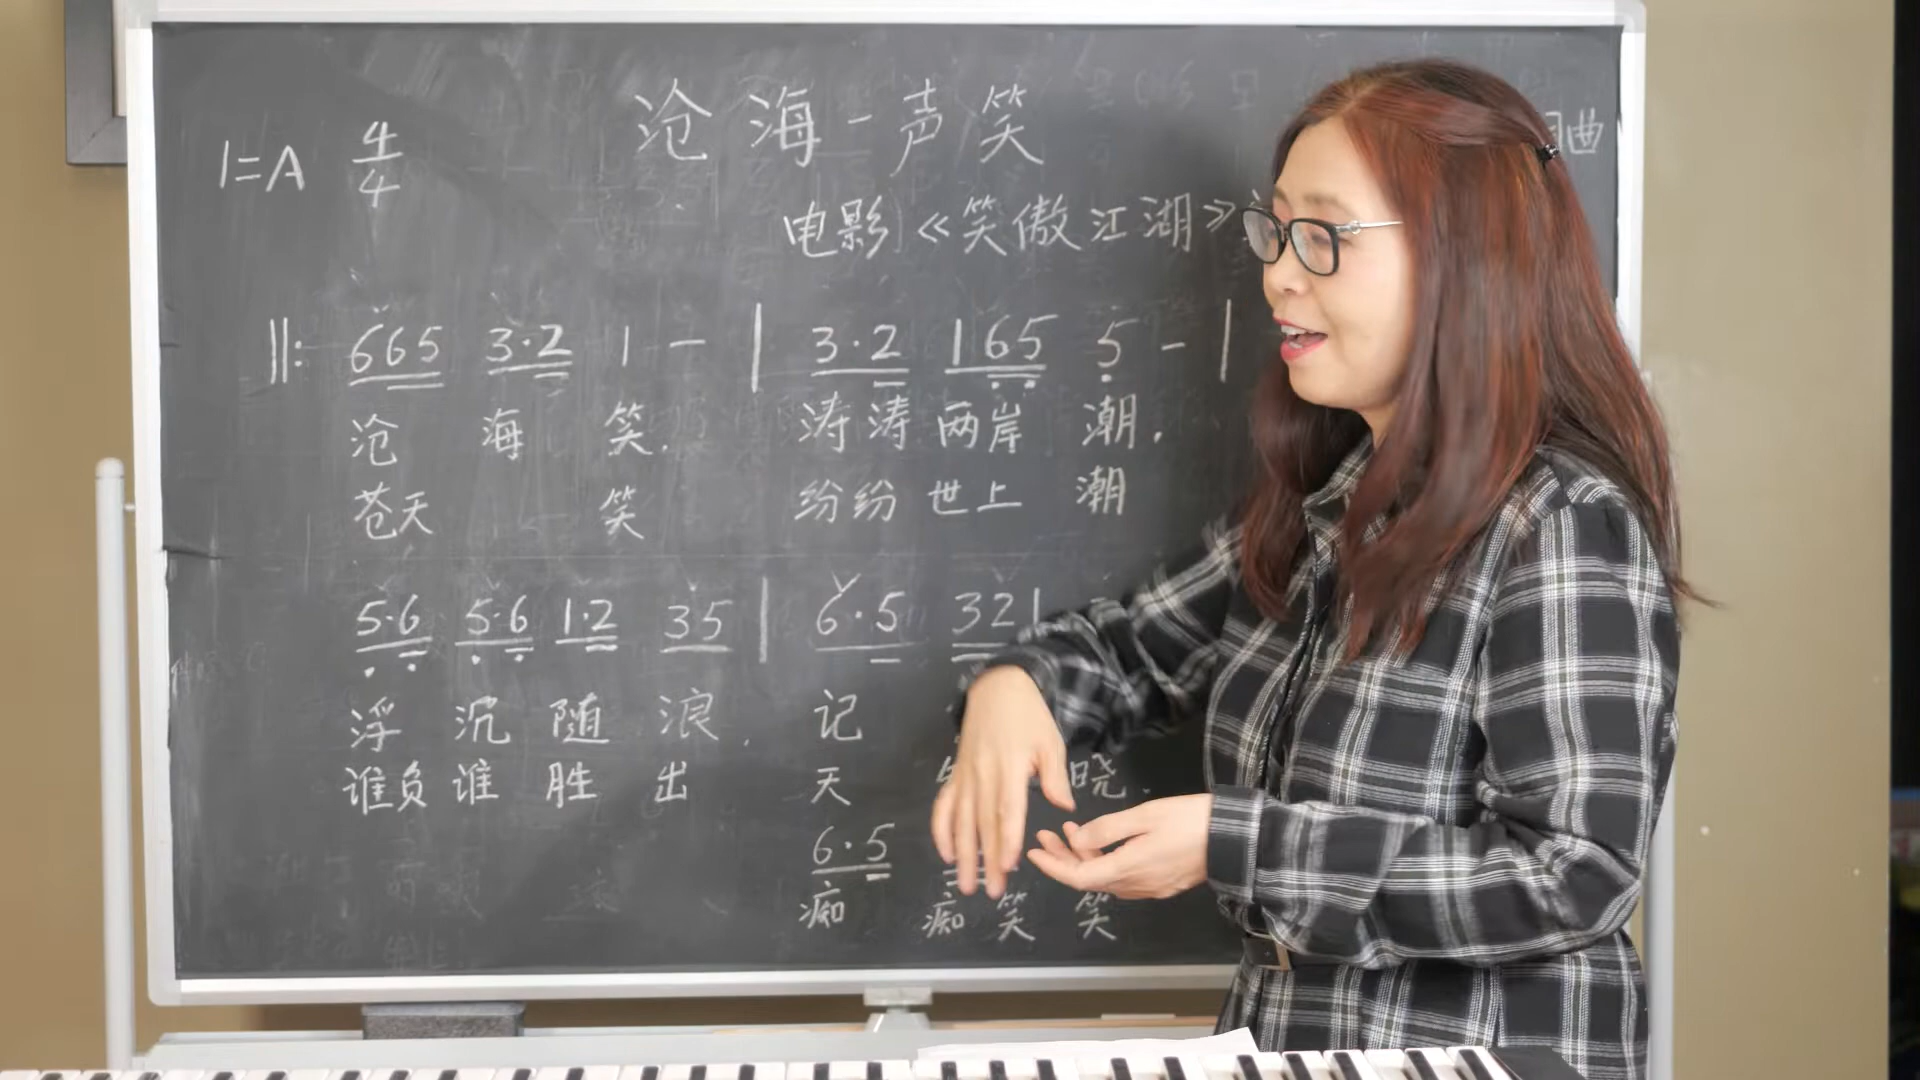 沧海一声笑
1=A 4/4 词曲
电影《笑傲江湖》
‖: 665 3·2 1 - | 3·2 165 5 - |
沧 海 笑. 涛涛两岸 潮.
苍天 笑 纷纷世上 潮
5·6 5·6 1·2 35 | 6·5 321
浮 沉 随 浪. 记
谁负 谁 胜 出 天 晓.
6·5
痴 痴 笑 笑